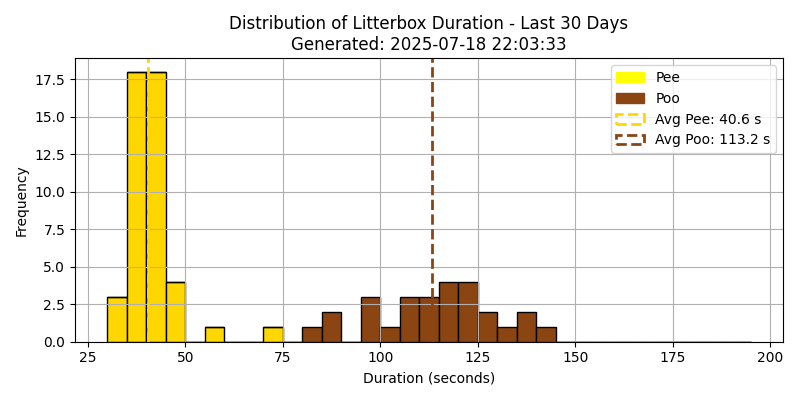 Distribution of Litterbox Duration - Last 30 Days
Generated: 2025-07-18 22:03:33
Pee
Poo
Avg Pee: 40.6 s
Avg Poo: 113.2 s
Frequency
17.5
15.0
12.5
10.0
7.5
5.0
2.5
0.0
25 50 75 100 125 150 175 200
Duration (seconds)